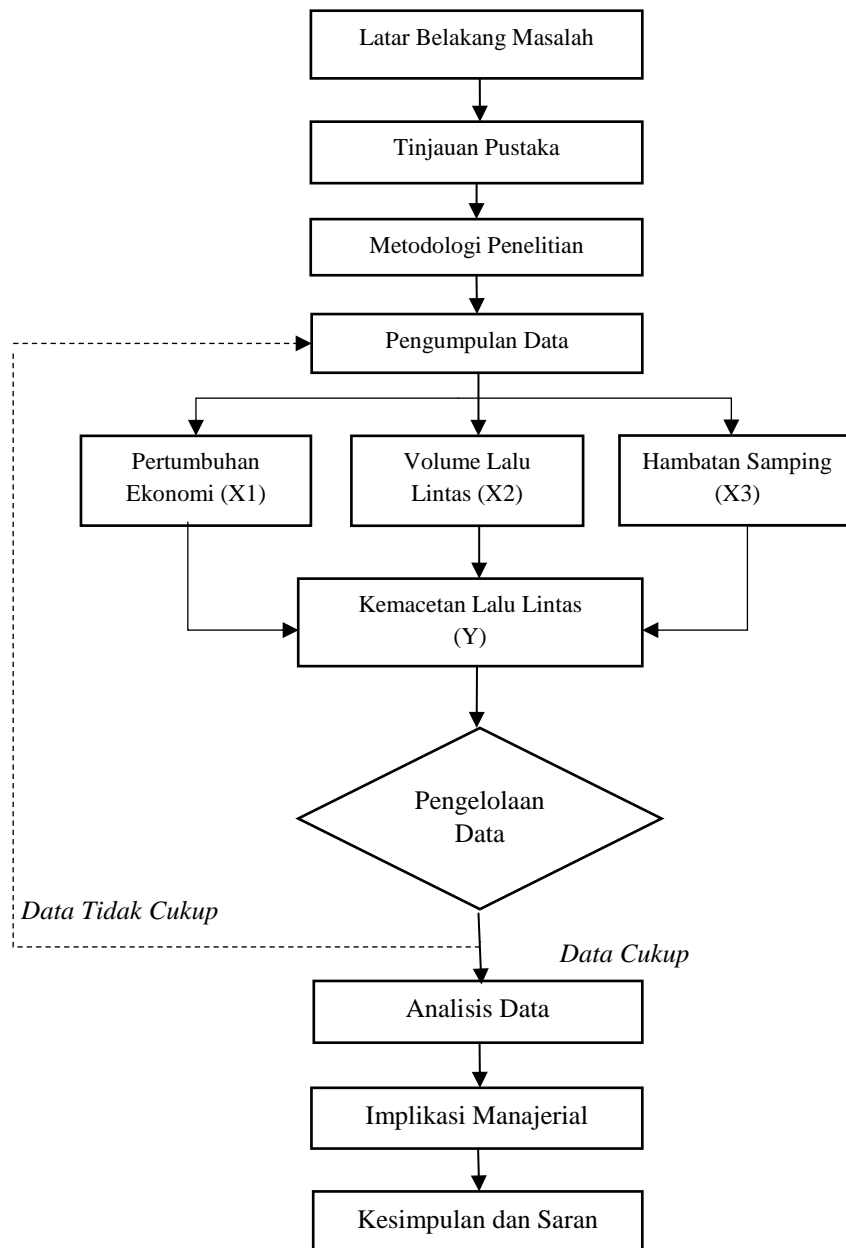 Latar Belakang Masalah
Tinjauan Pustaka
Metodologi Penelitian
Pengumpulan Data
Pertumbuhan
Ekonomi (X1)
Volume Lalu
Lintas (X2)
Hambatan Samping
(X3)
Kemacetan Lalu Lintas
(Y)
Pengelolaan
Data
Data Tidak Cukup
Data Cukup
Analisis Data
Implikasi Manajerial
Kesimpulan dan Saran